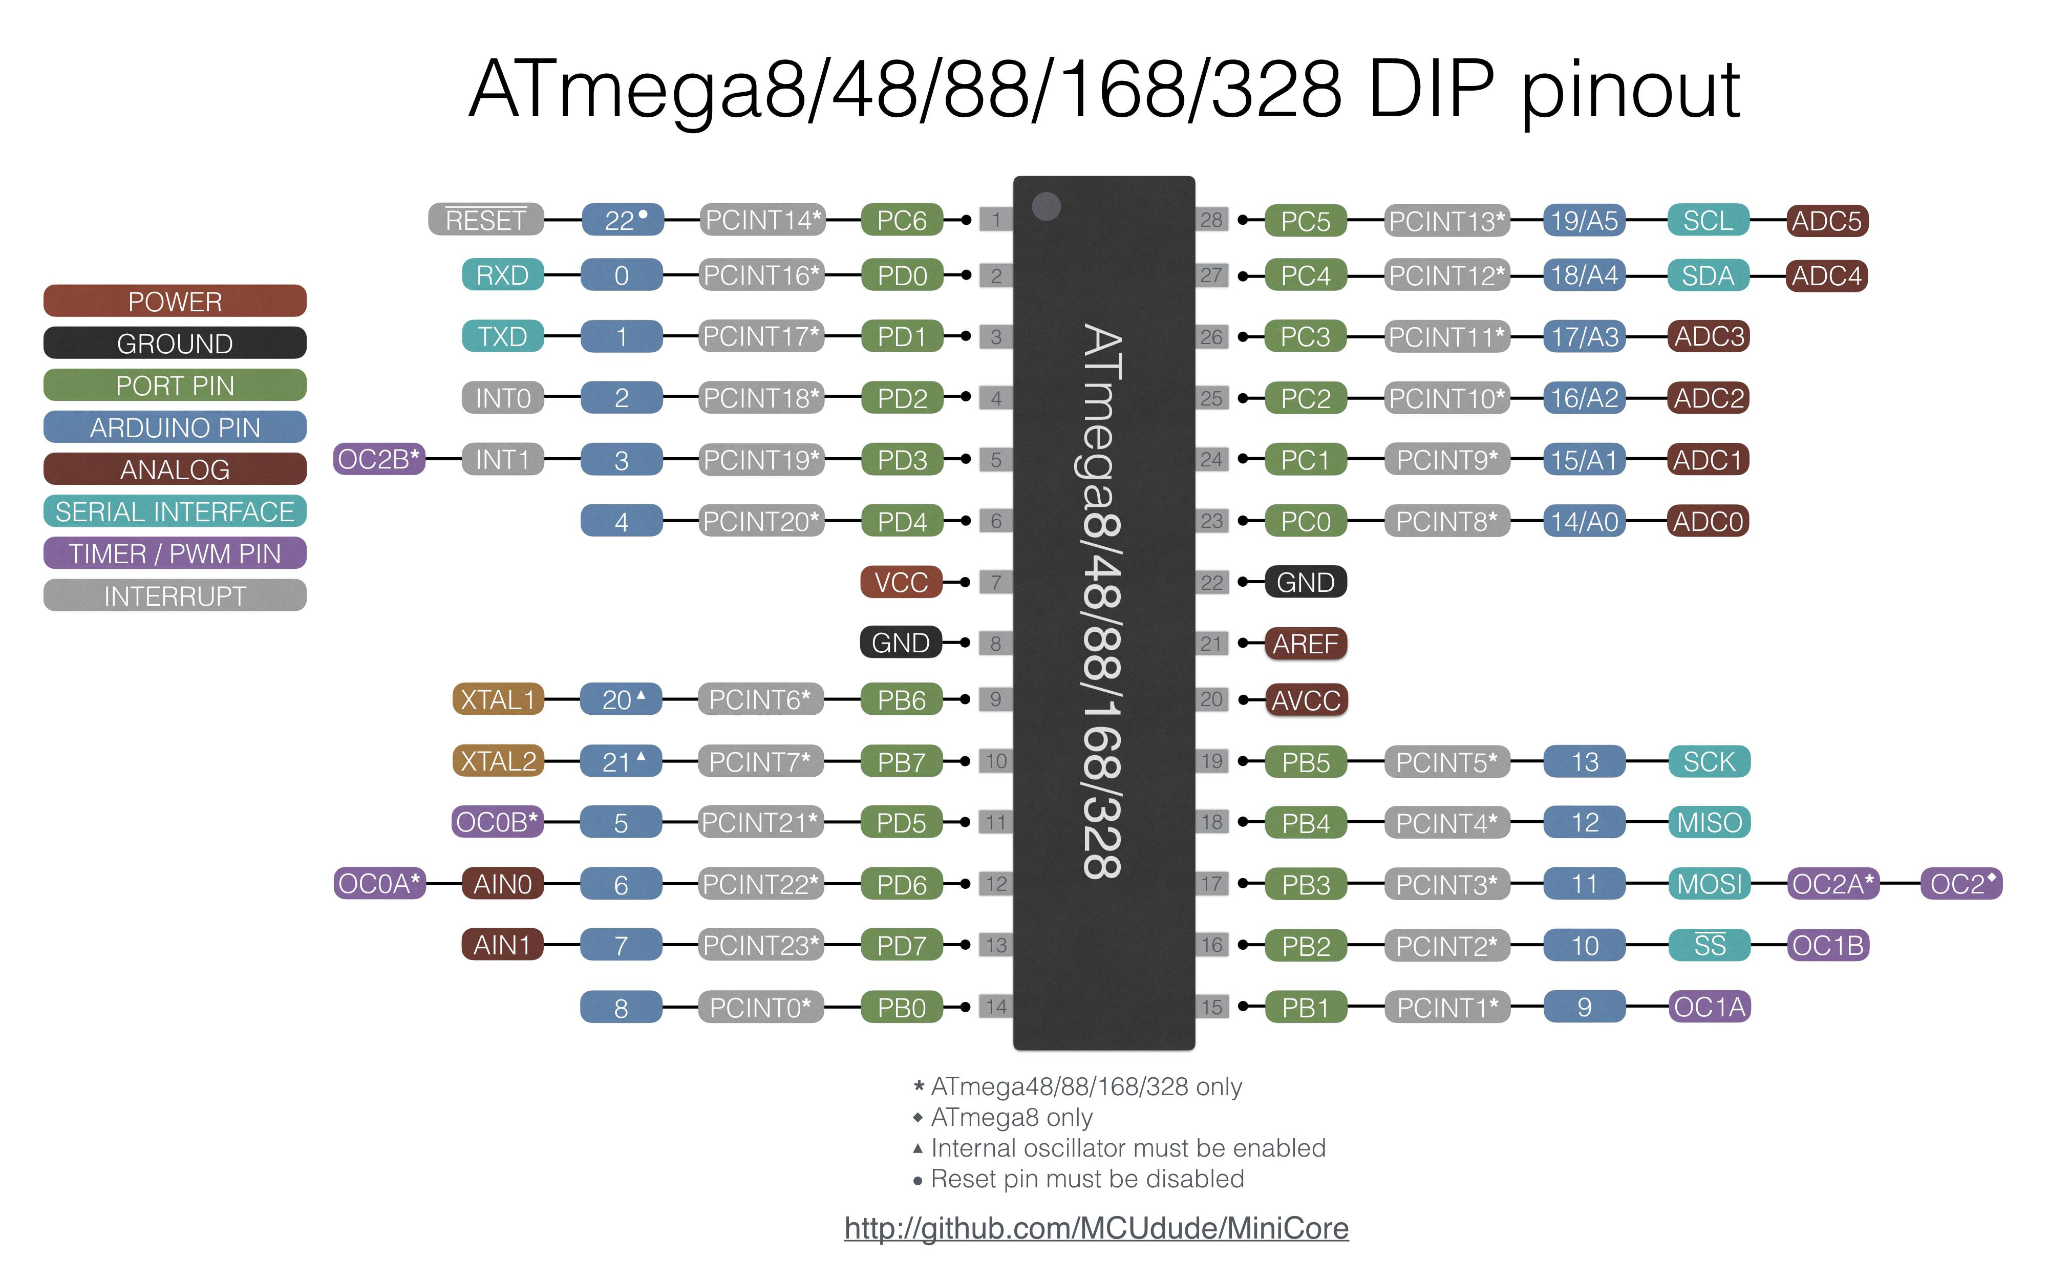 ATmega8/48/88/168/328 DIP pinout
RESET 22● PCINT14* PC6 1 28 PC5 PCINT13* 19/A5 SCL ADC5
RXD 0 PCINT16* PD0 2 27 PC4 PCINT12* 18/A4 SDA ADC4
POWER
TXD 1 PCINT17* PD1 3 26 PC3 PCINT11* 17/A3 ADC3
GROUND
PORT PIN
INT0 2 PCINT18* PD2 4 25 PC2 PCINT10* 16/A2 ADC2
ARDUINO PIN
OC2B* INT1 3 PCINT19* PD3 5 24 PC1 PCINT9* 15/A1 ADC1
ANALOG
SERIAL INTERFACE
4 PCINT20* PD4 6 23 PC0 PCINT8* 14/A0 ADC0
TIMER / PWM PIN
VCC 7 22 GND
INTERRUPT
GND 8 21 AREF
XTAL1 20▲ PCINT6* PB6 9 20 AVCC
XTAL2 21▲ PCINT7* PB7 10 19 PB5 PCINT5* 13 SCK
OC0B* 5 PCINT21* PD5 11 18 PB4 PCINT4* 12 MISO
OC0A* AIN0 6 PCINT22* PD6 12 17 PB3 PCINT3* 11 MOSI OC2A* OC2◆
AIN1 7 PCINT23* PD7 13 16 PB2 PCINT2* 10 SS OC1B
8 PCINT0* PB0 14 15 PB1 PCINT1* 9 OC1A
ATmega8/48/88/168/328
* ATmega48/88/168/328 only
◆ ATmega8 only
▲ Internal oscillator must be enabled
● Reset pin must be disabled
http://github.com/MCUdude/MiniCore